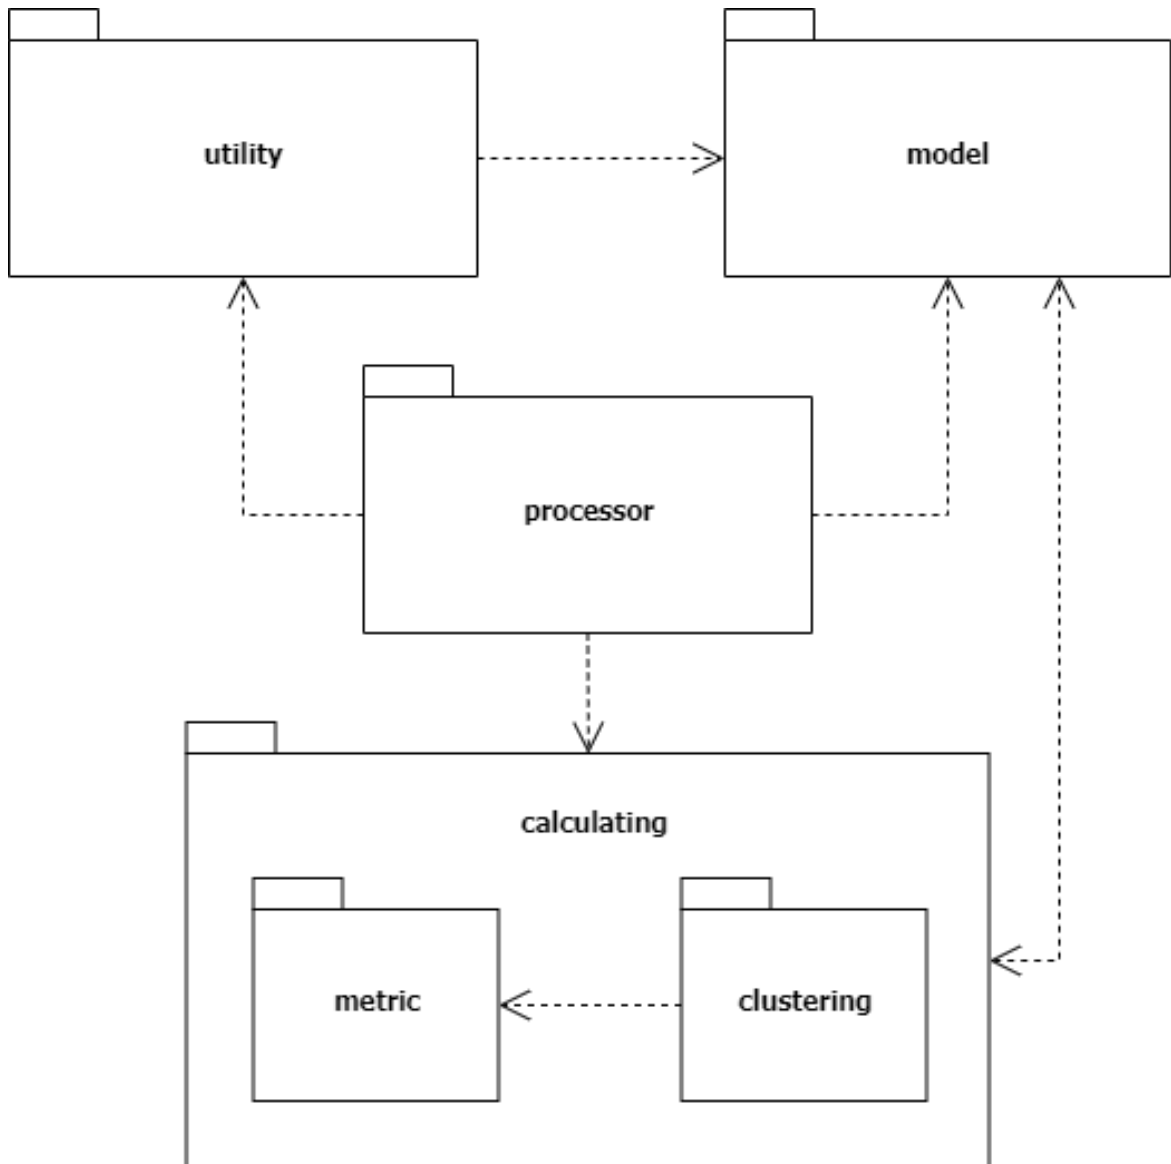 utility
model
processor
calculating
metric
clustering